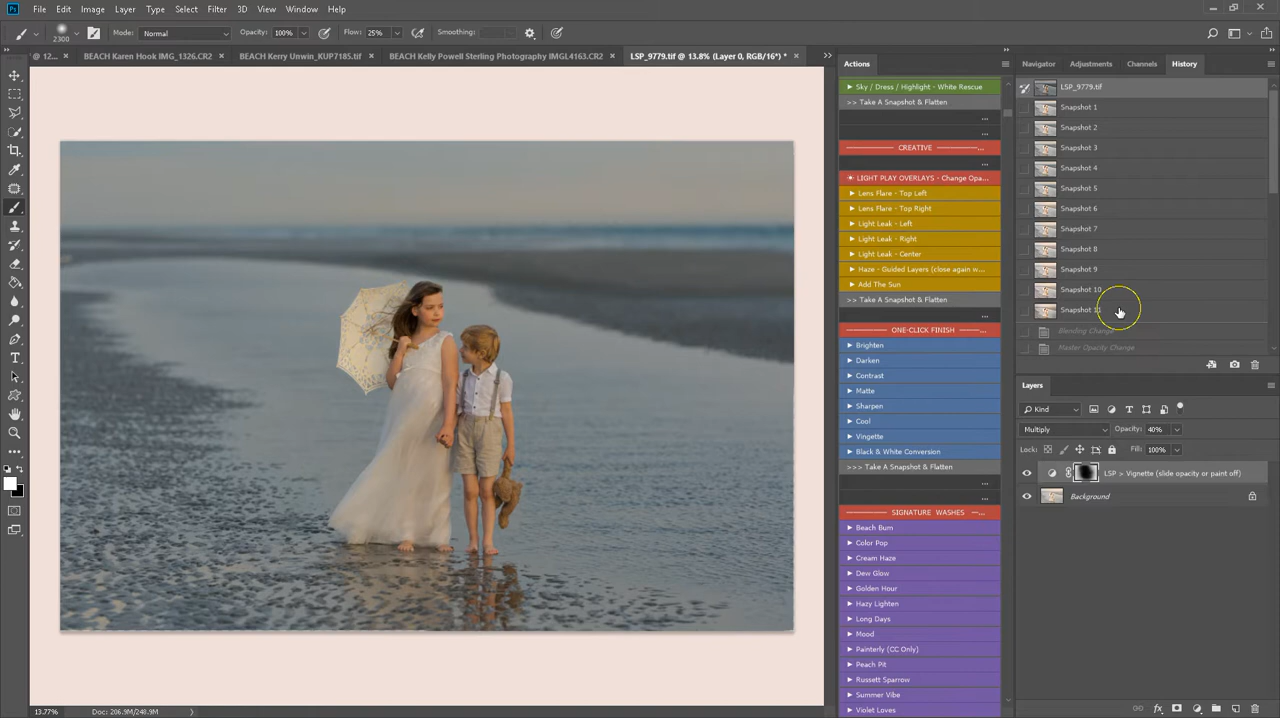 Ps File Edit Image Layer Type Select Filter 3D View Window Help
2300 Mode: Normal Opacity: 100% Flow: 25% Smoothing:
@ 12... × BEACH Karen Hook IMG_1326.CR2 × BEACH Kerry Unwin_KUP7185.tif × BEACH Kelly Powell Sterling Photography IMGL4163.CR2 × LSP_9779.tif @ 13.8% (Layer 0, RGB/16*) * ×
Actions
Sky / Dress / Highlight - White Rescue
>> Take A Snapshot & Flatten
...
...
CREATIVE ...
...
☀ LIGHT PLAY OVERLAYS - Change Opa...
Lens Flare - Top Left
Lens Flare - Top Right
Light Leak - Left
Light Leak - Right
Light Leak - Center
Haze - Guided Layers (close again w...
Add The Sun
>> Take A Snapshot & Flatten
...
ONE-CLICK FINISH ...
Brighten
Darken
Contrast
Matte
Sharpen
Cool
Vingette
Black & White Conversion
>>> Take A Snapshot & Flatten
...
...
SIGNATURE WASHES ...
Beach Bum
Color Pop
Cream Haze
Dew Glow
Golden Hour
Hazy Lighten
Long Days
Mood
Painterly (CC Only)
Peach Pit
Russett Sparrow
Summer Vibe
Violet Loves
Navigator Adjustments Channels History
LSP_9779.tif
Snapshot 1
Snapshot 2
Snapshot 3
Snapshot 4
Snapshot 5
Snapshot 6
Snapshot 7
Snapshot 8
Snapshot 9
Snapshot 10
Snapshot 11
Blending Change
Master Opacity Change
Layers
Kind
Multiply Opacity: 40%
Lock: Fill: 100%
LSP > Vignette (slide opacity or paint off)
Background
fx
13.77% Doc: 206.9M/248.9M